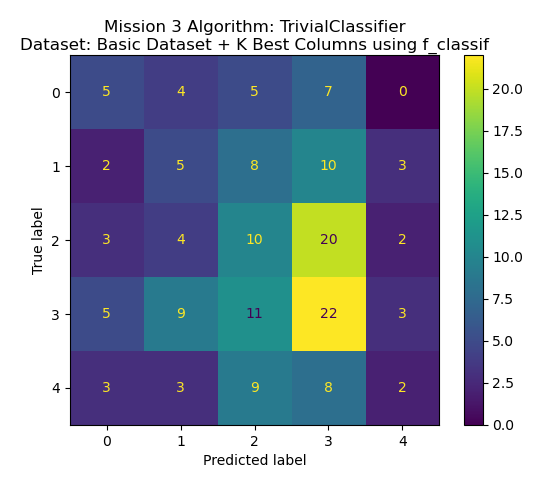 Mission 3 Algorithm: TrivialClassifier
Dataset: Basic Dataset + K Best Columns using f_classif
True label
0 5 4 5 7 0
1 2 5 8 10 3
2 3 4 10 20 2
3 5 9 11 22 3
4 3 3 9 8 2
0 1 2 3 4
Predicted label
20.0
17.5
15.0
12.5
10.0
7.5
5.0
2.5
0.0